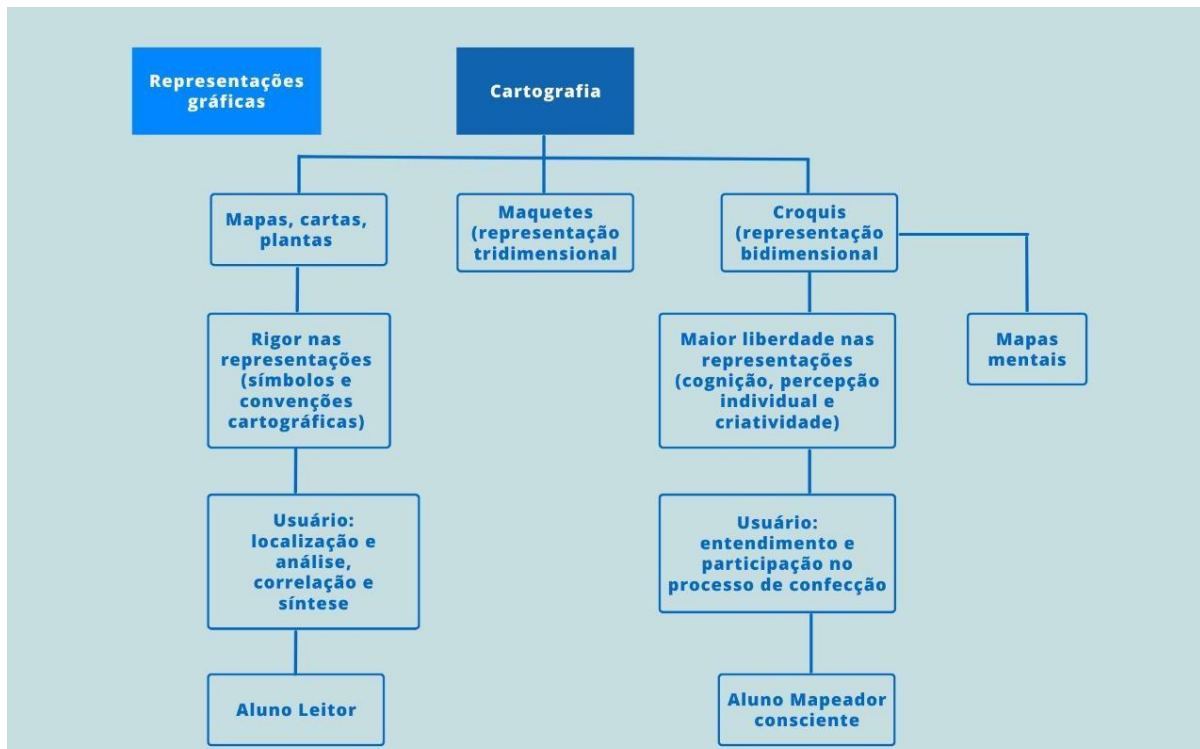 Representações
gráficas
Cartografia
Mapas, cartas,
plantas
Maquetes
(representação
tridimensional
Croquis
(representação
bidimensional
Rigor nas
representações
(símbolos e
convenções
cartográficas)
Maior liberdade nas
representações
(cognição, percepção
individual e
criatividade)
Mapas
mentais
Usuário:
localização e
análise,
correlação e
síntese
Usuário:
entendimento e
participação no
processo de confecção
Aluno Leitor
Aluno Mapeador
consciente